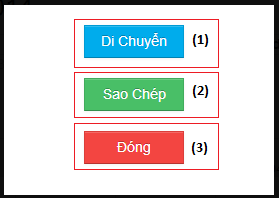 Di Chuyển (1)
Sao Chép (2)
Đóng (3)